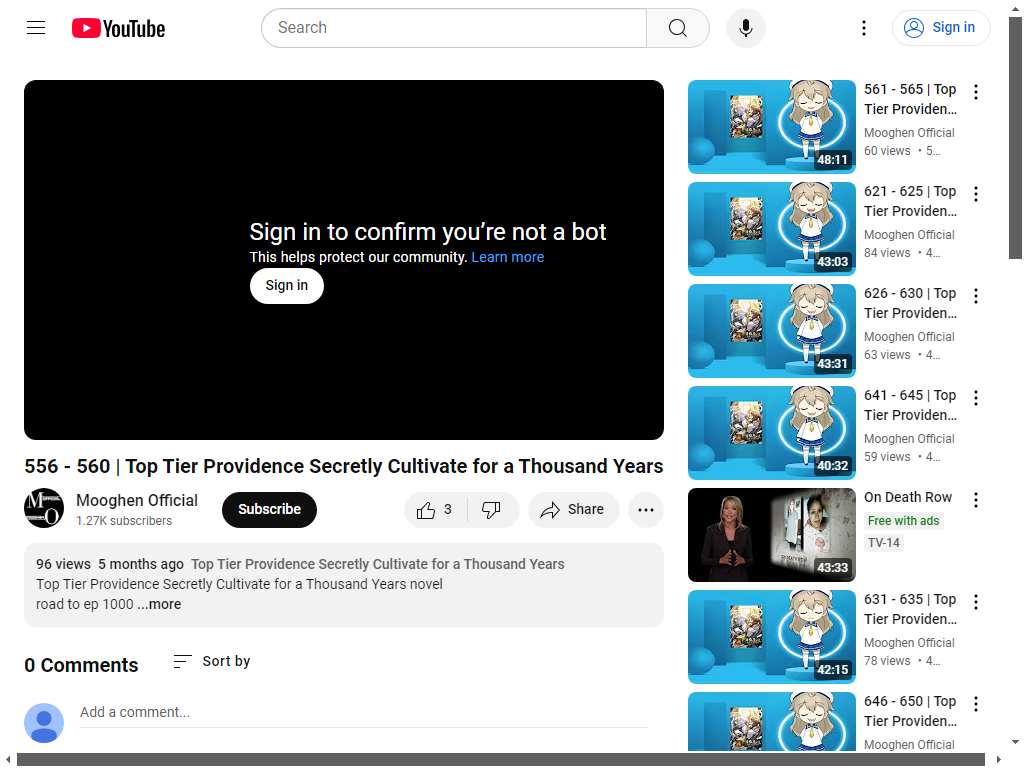 YouTube
Search
Sign in
Sign in to confirm you're not a bot
This helps protect our community. Learn more
Sign in
556 - 560 | Top Tier Providence Secretly Cultivate for a Thousand Years
Mooghen Official
1.27K subscribers
Subscribe
3
Share
96 views 5 months ago Top Tier Providence Secretly Cultivate for a Thousand Years
Top Tier Providence Secretly Cultivate for a Thousand Years novel
road to ep 1000 ...more
0 Comments
Sort by
Add a comment...
48:11
561 - 565 | Top
Tier Providen...
Mooghen Official
60 views • 5...
43:03
621 - 625 | Top
Tier Providen...
Mooghen Official
84 views • 4...
43:31
626 - 630 | Top
Tier Providen...
Mooghen Official
63 views • 4...
40:32
641 - 645 | Top
Tier Providen...
Mooghen Official
59 views • 4...
43:33
On Death Row
Free with ads
TV-14
42:15
631 - 635 | Top
Tier Providen...
Mooghen Official
78 views • 4...
646 - 650 | Top
Tier Providen...
Mooghen Official